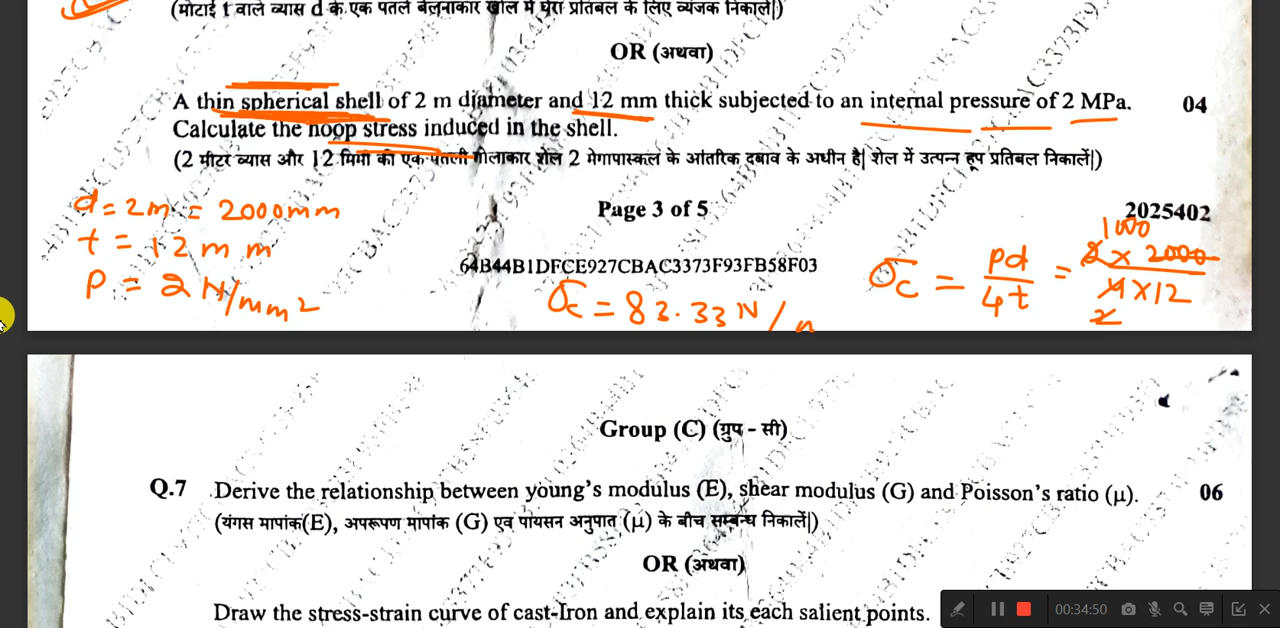 (मोटाई t वाले व्यास d के एक पतले बेलनाकार खोल में घेरा प्रतिबल के लिए व्यंजक निकालें|)
OR (अथवा)
A thin spherical shell of 2 m diameter and 12 mm thick subjected to an internal pressure of 2 MPa. 04
Calculate the hoop stress induced in the shell.
(2 मीटर व्यास और 12 मिमी की एक पतली गोलाकार शेल 2 मेगापास्कल के आंतरिक दबाव के अधीन है| शेल में उत्पन्न हूप प्रतिबल निकालें|)
d = 2m = 2000mm
t = 12mm
P = 2 N/mm2
Page 3 of 5
2025402
64B44B1DFCE927CBAC3373F93FB58F03
σc = 83.33 N/
1000
σc = Pd/4t = 2 x 2000/4 x 12
2
Group (C) (ग्रुप - सी)
Q.7 Derive the relationship between young's modulus (E), shear modulus (G) and Poisson's ratio (μ). 06
(यंगस मापांक(E), अपरूपण मापांक (G) एवं पायसन अनुपात (μ) के बीच सम्बन्ध निकालें|)
OR (अथवा)
Draw the stress-strain curve of cast-Iron and explain its each salient points.
00:34:50